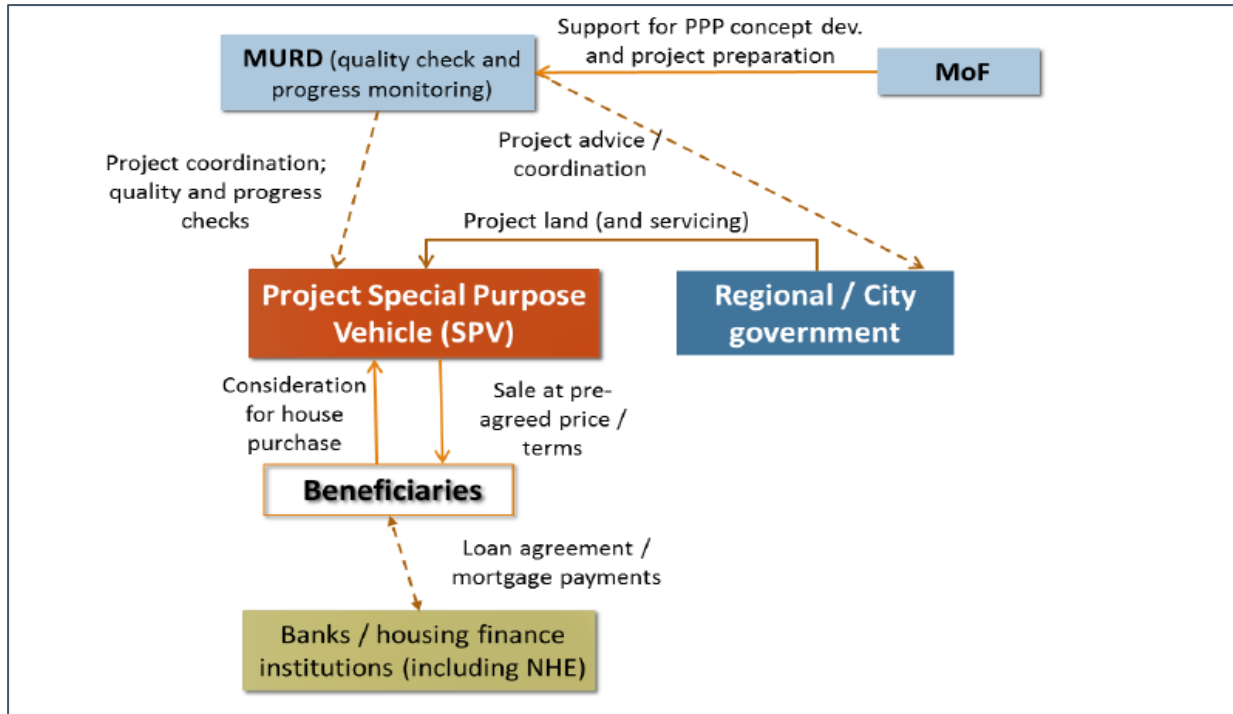 Support for PPP concept dev.
and project preparation
MURD (quality check and
progress monitoring)
MoF
Project advice /
coordination
Project coordination;
quality and progress
checks
Project land (and servicing)
Project Special Purpose
Vehicle (SPV)
Regional / City
government
Consideration
for house
purchase
Sale at pre-
agreed price /
terms
Beneficiaries
Loan agreement /
mortgage payments
Banks / housing finance
institutions (including NHE)